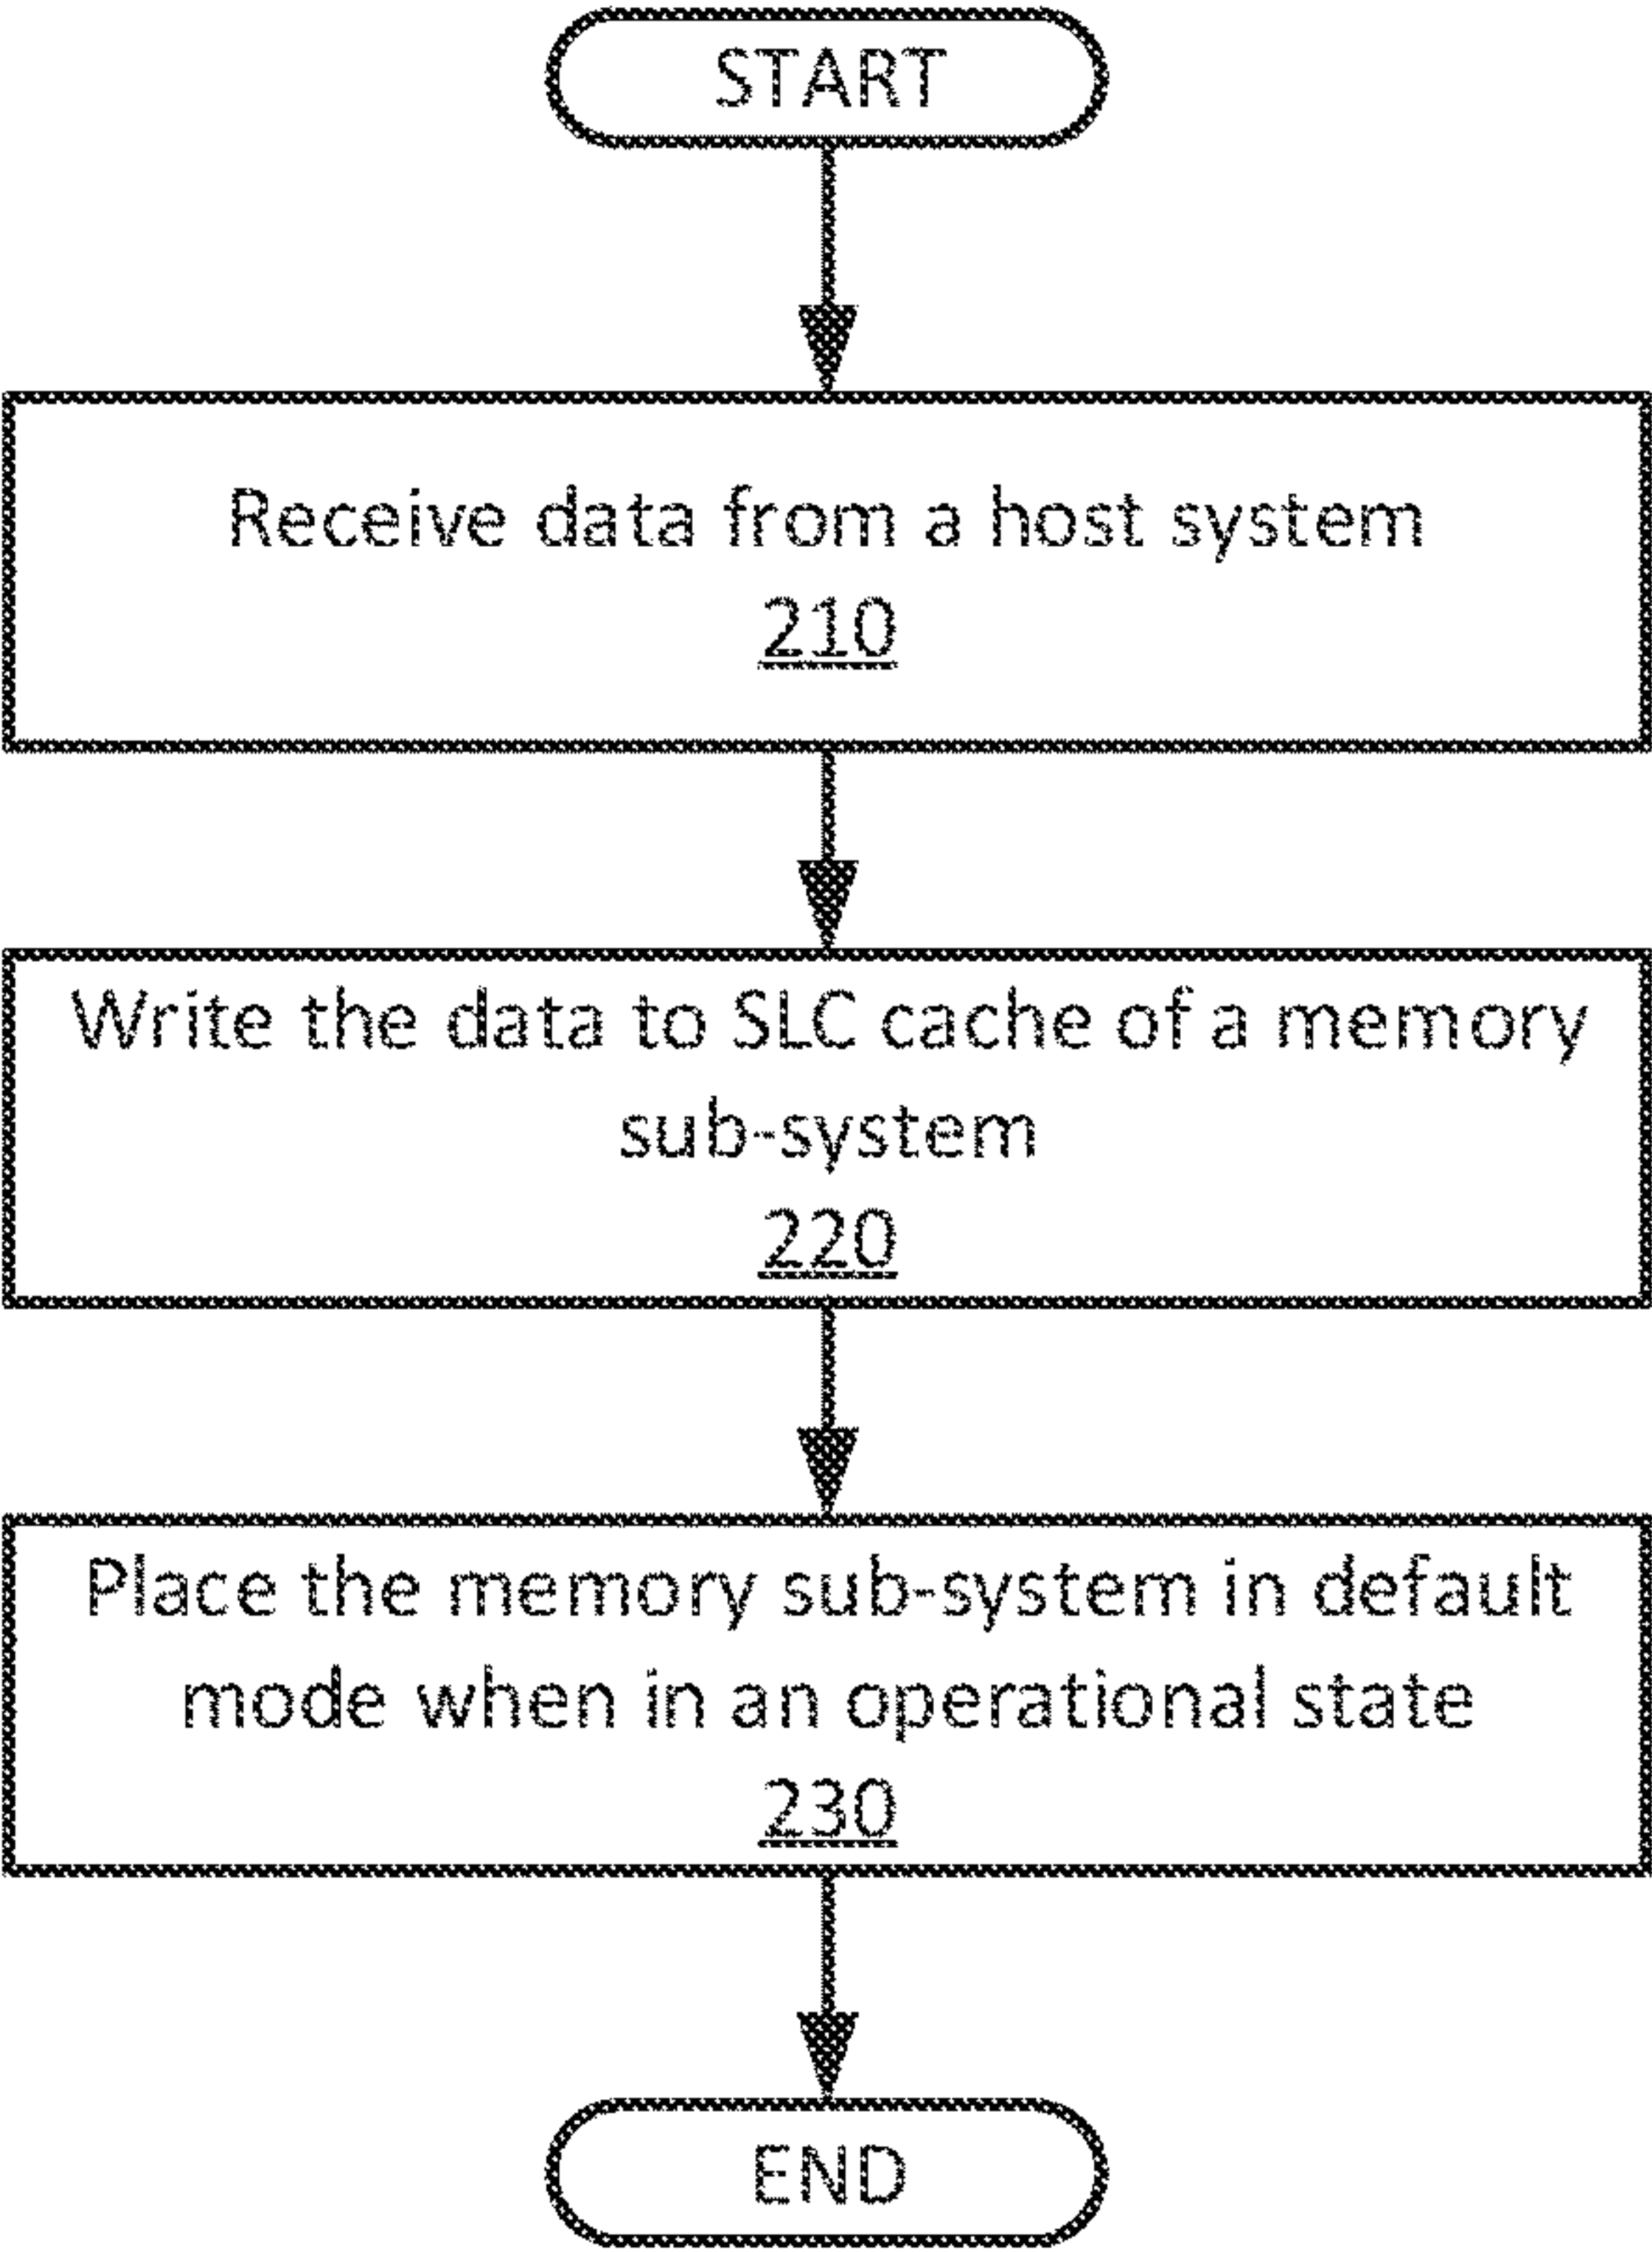 START
Receive data from a host system
210
Write the data to SLC cache of a memory
sub-system
220
Place the memory sub-system in default
mode when in an operational state
230
END